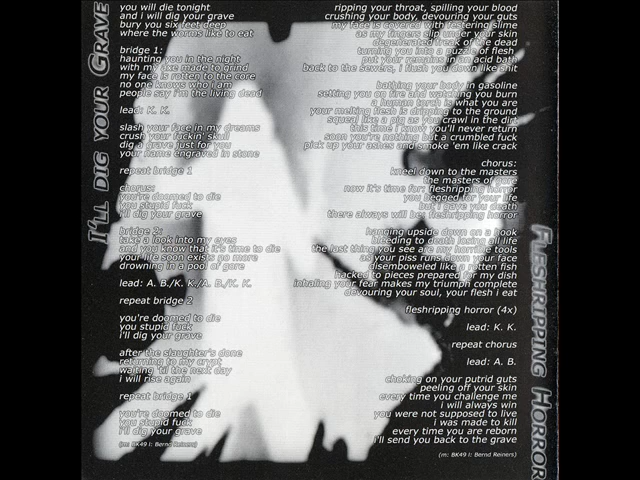 I'LL DIG YOUR GRAVE
you will die tonight
and i will dig your grave
bury you six feet deep
where the worms like to eat
bridge 1:
haunting you in the night
with my axe made to grind
my face is rotten to the core
no one knows who i am
people say i'm the living dead
lead: K. K.
slash your face in my dreams
crush your fuckin' skull
dig a grave just for you
your name engraved in stone
repeat bridge 1
chorus:
you're doomed to die
you stupid fuck
i'll dig your grave
bridge 2:
take a look into my eyes
and you know that it's time to die
your life soon exists no more
drowning in a pool of gore
lead: A. B./K. K./A. B./K. K.
repeat bridge 2
you're doomed to die
you stupid fuck
i'll dig your grave
after the slaughter's done
returning to my crypt
waiting 'til the next day
i will rise again
repeat bridge 1
you're doomed to die
you stupid fuck
i'll dig your grave
(m: BK49 l: Bernd Reiners)
FLESHRIPPING HORROR
ripping your throat, spilling your blood
crushing your body, devouring your guts
my face is covered with festering slime
as my fingers slip under your skin
degenerated freak of the dead
turning you into a puzzle of flesh
put your remains in an acid bath
back to the sewers, i flush you down like shit
bathing your body in gasoline
setting you on fire and watching you burn
a human torch is what you are
your melting flesh is dripping to the ground
squeal like a pig as you crawl in the dirt
this time i know you'll never return
soon you're nothing but a crumbled fuck
pick up your ashes and smoke 'em like crack
chorus:
kneel down to the masters
the masters of gore
now it's time for: fleshripping horror
you begged for your life
but i gave you death
there always will be: fleshripping horror
hanging upside down on a hook
bleeding to death losing all life
the last thing you see are my horrible tools
as your piss runs down your face
disemboweled like a rotten fish
hacked to pieces prepared for my dish
inhaling your fear makes my triumph complete
devouring your soul, your flesh i eat
fleshripping horror (4x)
lead: K. K.
repeat chorus
lead: A. B.
choking on your putrid guts
peeling off your skin
every time you challenge me
i will always win
you were not supposed to live
i was made to kill
every time you are reborn
i'll send you back to the grave
(m: BK49 l: Bernd Reiners)